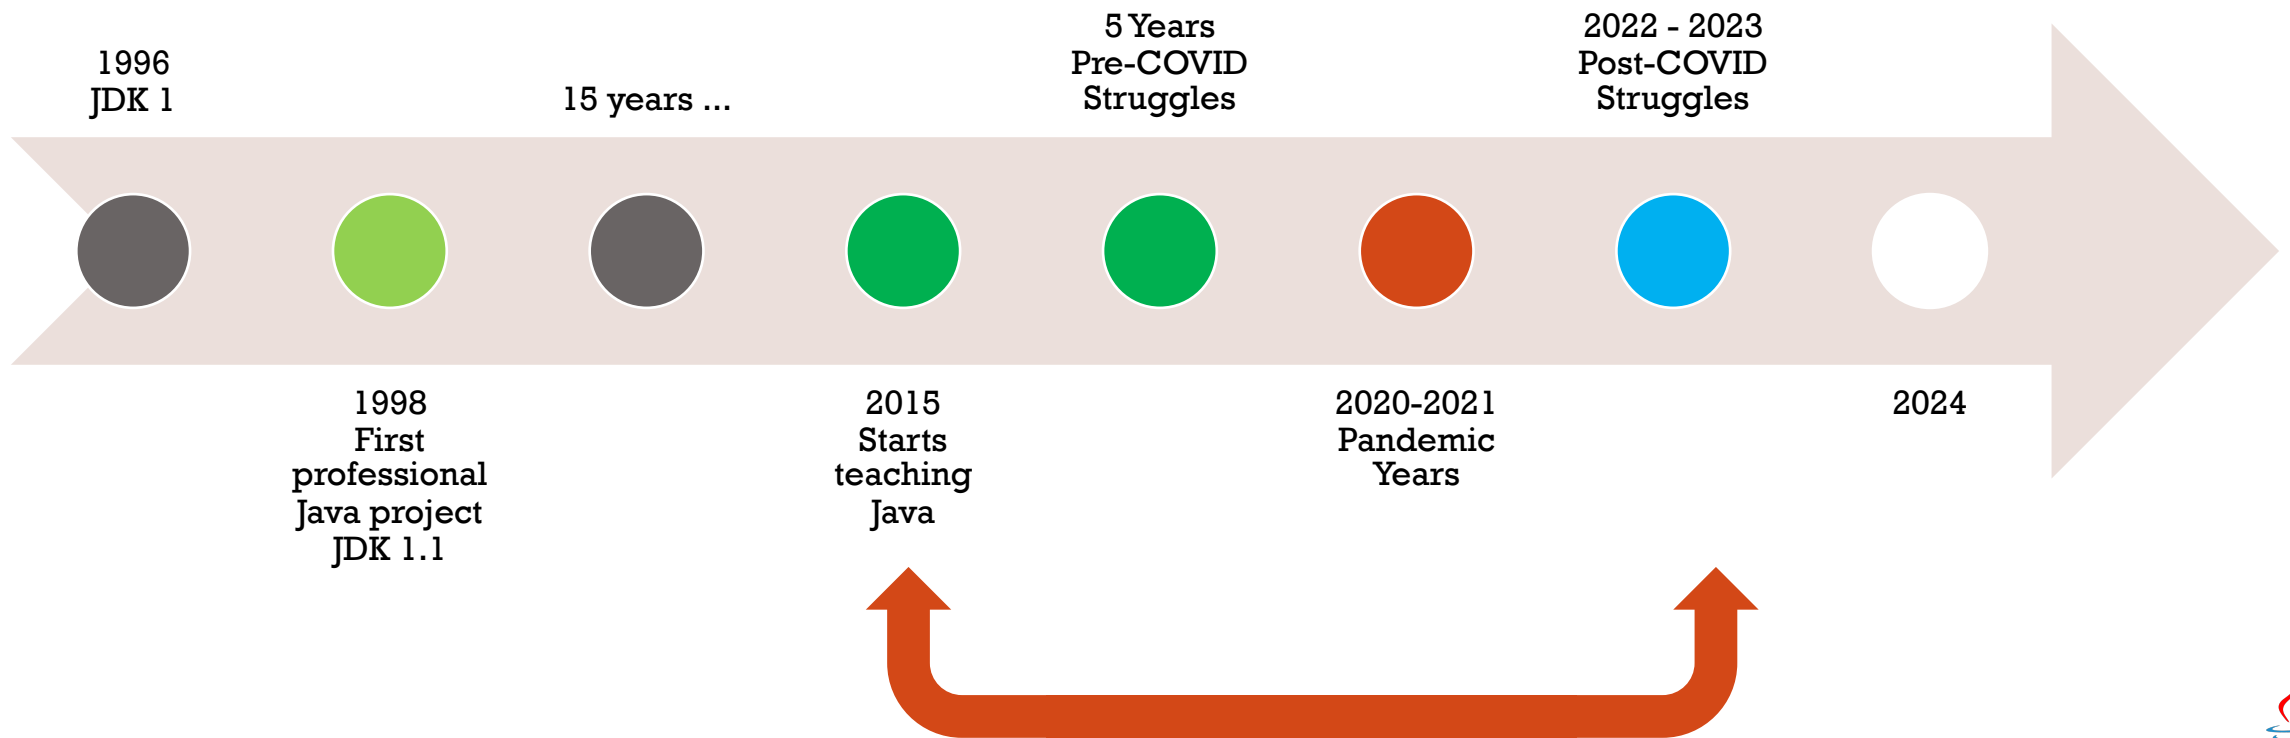 1996
JDK 1
1998
First
professional
Java project
JDK 1.1
15 years ...
2015
Starts
teaching
Java
5 Years
Pre-COVID
Struggles
2020-2021
Pandemic
Years
2022 - 2023
Post-COVID
Struggles
2024